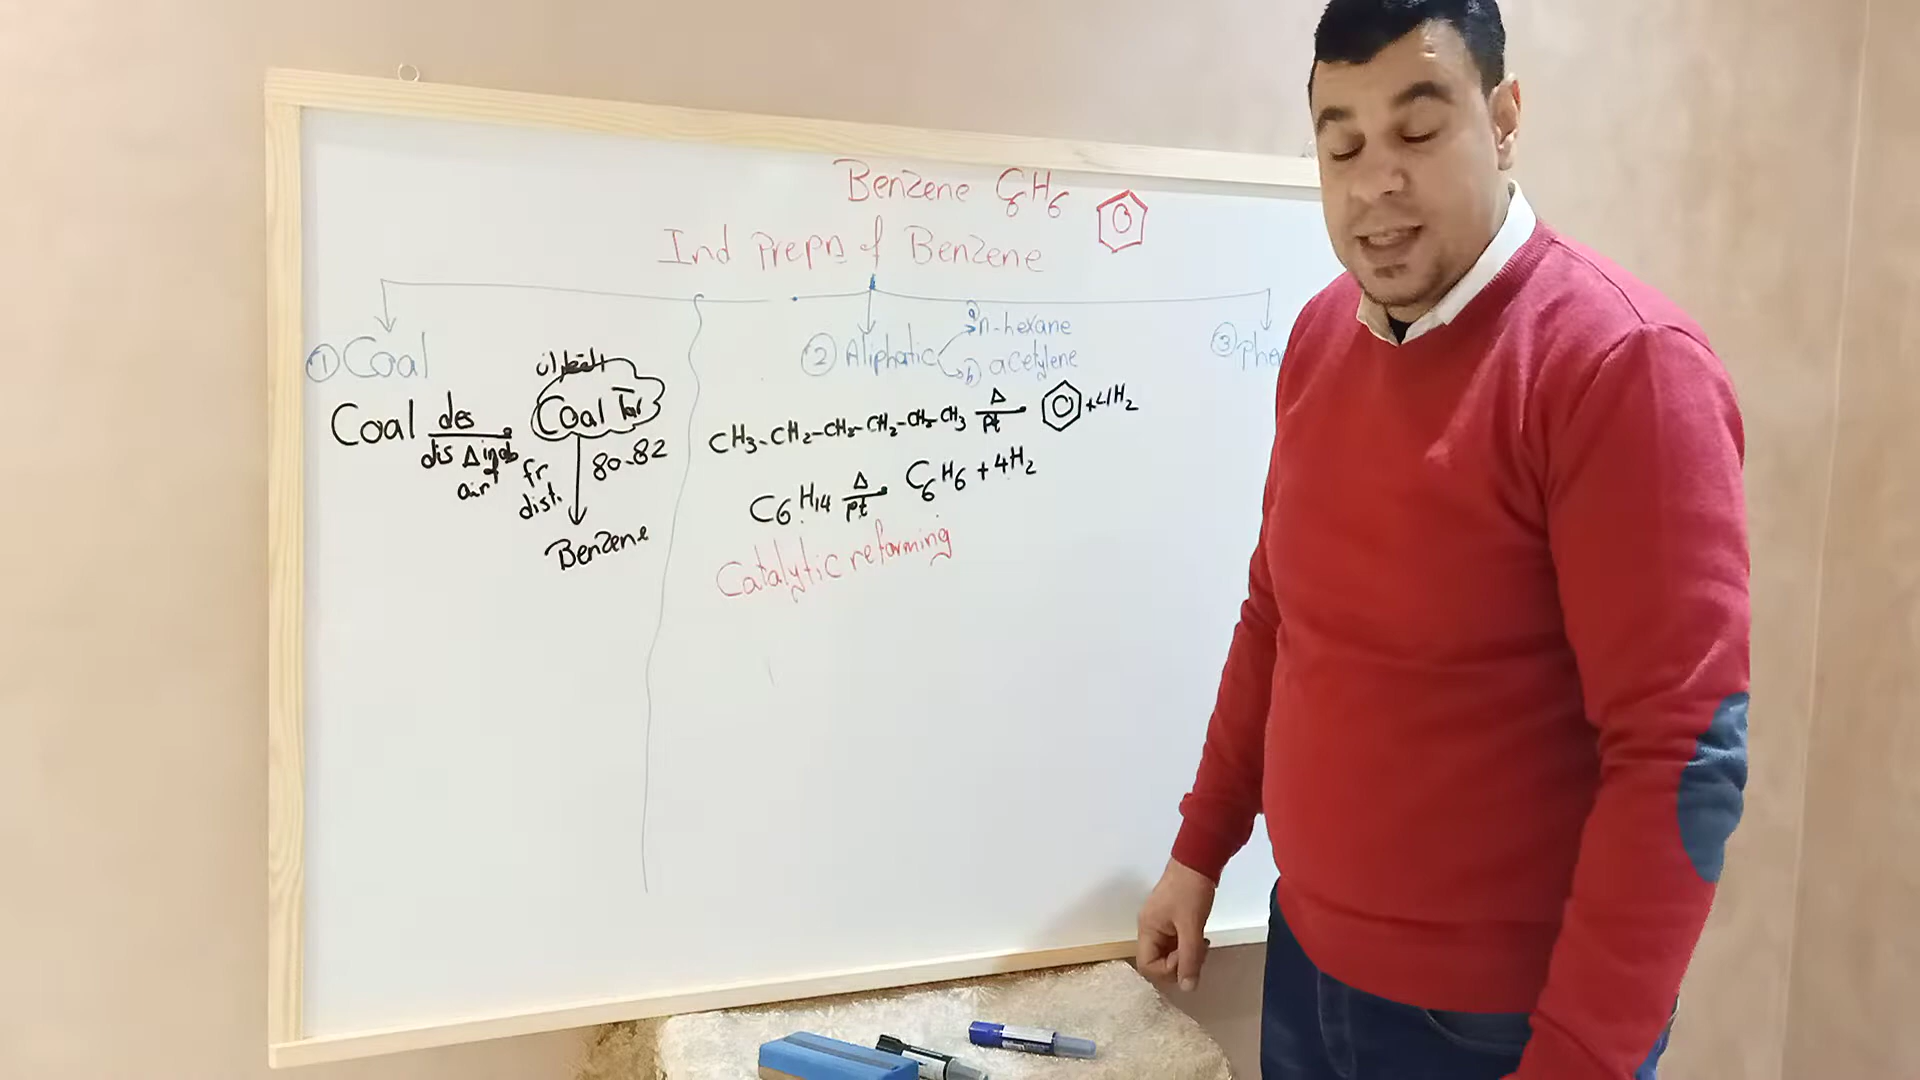 Benzene C6H6
Ind Prepn of Benzene
① Coal
Coal des dis Δ inab air
القطران
Coal Tar
fr dist. 80-82
Benzene
② Aliphatic
a) n-hexane
b) acetylene
CH3-CH2-CH2-CH2-CH2-CH3 Δ pt +4H2
C6H14 Δ pt C6H6 + 4H2
Catalytic reforming
③ Phe